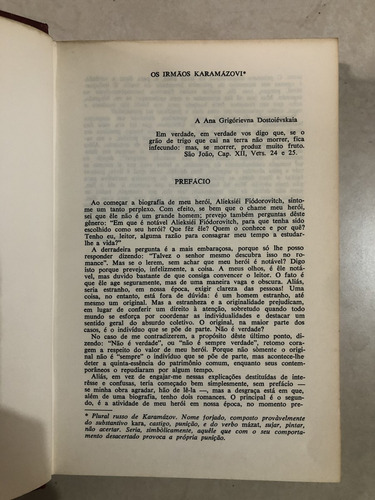 OS IRMÃOS KARAMÁZOVI*
A Ana Grigórievna Dostoiévskaia
Em verdade, em verdade vos digo que, se o
grão de trigo que cai na terra não morrer, fica
infecundo: mas, se morrer, produz muito fruto.
São João, Cap. XII, Vers. 24 e 25.
PREFÁCIO
Ao começar a biografia de meu herói, Alieksiéi Fiódorovitch, sin-
to-me um tanto perplexo. Com efeito, se bem que o chame meu herói,
sei que êle não é um grande homem; prevejo também perguntas dêste
gênero: "Em que é notável Alieksiéi Fiódorovitch, para que tenha sido
escolhido como seu herói? Que fêz êle? Quem o conhece e por quê?
Tenho eu, leitor, alguma razão para consagrar meu tempo a estudar-
lhe a vida?"
A derradeira pergunta é a mais embaraçosa, porque só lhe posso
responder dizendo: "Talvez o senhor mesmo descubra isso no roman-
ce". Mas se o lerem, sem achar que meu herói é notável? Digo
isto porque prevejo, infelizmente, a coisa. A meus olhos, é êle notá-
vel, mas duvido bastante de que consiga convencer o leitor. O fato é
que êle age seguramente, mas de uma maneira vaga e obscura. Aliás,
seria estranho, em nossa época, exigir clareza das pessoas! Uma
coisa, no entanto, está fora de dúvida: é um homem estranho, até
mesmo um original. Mas a estranheza e a originalidade prejudicam,
em lugar de conferir um direito à atenção, sobretudo quando todo
mundo se esforça por coordenar as individualidades e destacar um
sentido geral do absurdo coletivo. O original, na maior parte dos
casos, é o indivíduo que se põe de parte. Não é verdade?
No caso de me contradizerem, a propósito dêste último ponto, di-
zendo: "Não é verdade", ou "não é sempre verdade", retomo cora-
gem a respeito do valor de meu herói. Porque não sòmente o origi-
nal não é "sempre" o indivíduo que se põe de parte, mas acontece-lhe deter
a quinta-essência do patrimônio comum, enquanto seus contem-
porâneos o repudiaram por algum tempo.
Aliás, em vez de engajar-me nessas explicações destituídas de inte-
rêsse e confusas, teria começado bem simplesmente, sem prefácio —
se minha obra agradar, hão de lê-la —, mas a desgraça está em que,
além de uma biografia, tenho dois romances. O principal é o segun-
do, é a atividade de meu herói em nossa época, no momento pre-
* Plural russo de Karamázov. Nome forjado, composto provàvelmente
do substantivo kara, castigo, punição, e do verbo mázat, sujar, pintar,
não acertar. Seria, simbòlicamente, aquêle que com o seu comporta-
mento desacertado provoca a própria punição.